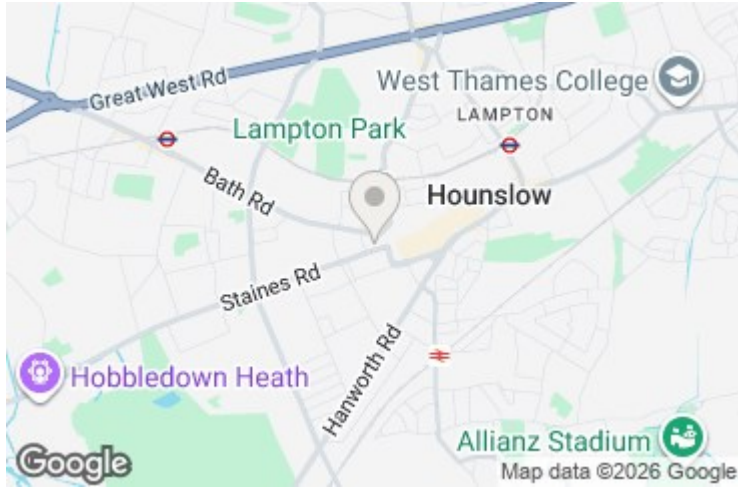 Great West Rd
West Thames College
LAMPTON
Lampton Park
Bath Rd
Hounslow
Staines Rd
Hanworth Rd
Hobbledown Heath
Allianz Stadium
Google
Map data ©2026 Google